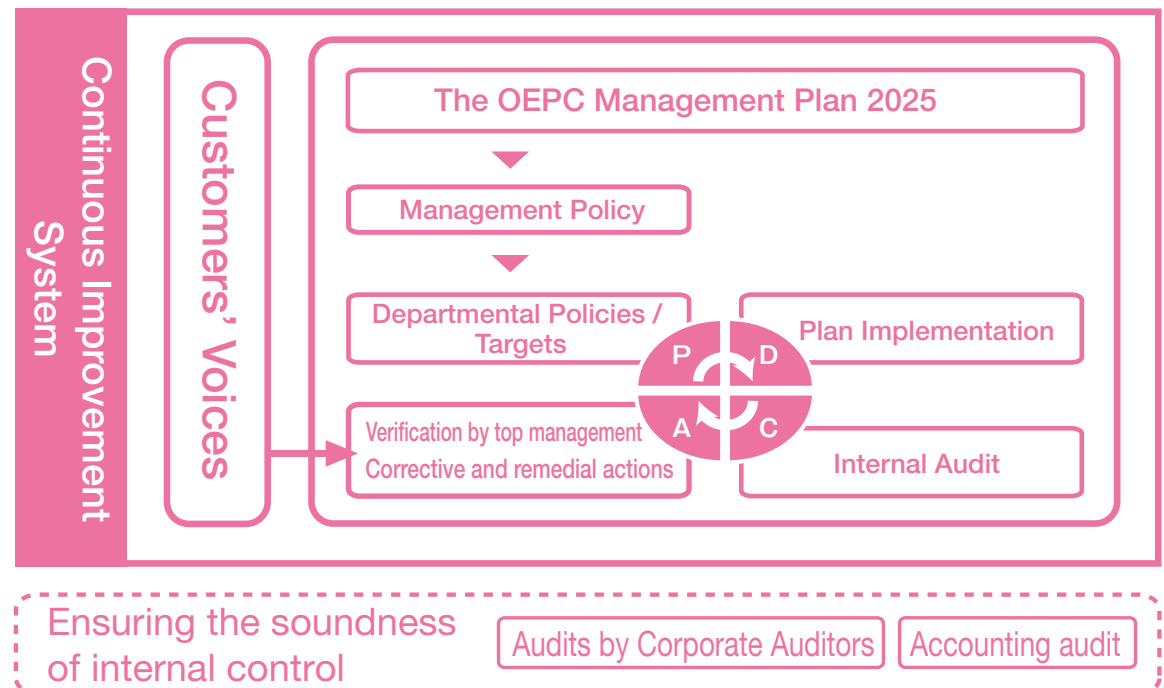 Continuous Improvement
System
Customers’ Voices
The OEPC Management Plan 2025
Management Policy
Departmental Policies /
Targets
Plan Implementation
P
D
A
C
Verification by top management
Corrective and remedial actions
Internal Audit
Ensuring the soundness
of internal control
Audits by Corporate Auditors
Accounting audit